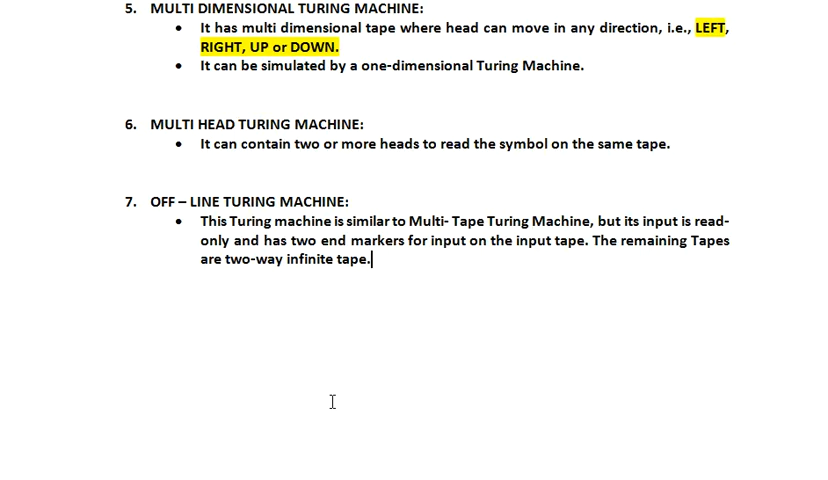 5. MULTI DIMENSIONAL TURING MACHINE:
• It has multi dimensional tape where head can move in any direction, i.e., LEFT,
RIGHT, UP or DOWN.
• It can be simulated by a one-dimensional Turing Machine.
6. MULTI HEAD TURING MACHINE:
• It can contain two or more heads to read the symbol on the same tape.
7. OFF – LINE TURING MACHINE:
• This Turing machine is similar to Multi- Tape Turing Machine, but its input is read-
only and has two end markers for input on the input tape. The remaining Tapes
are two-way infinite tape.